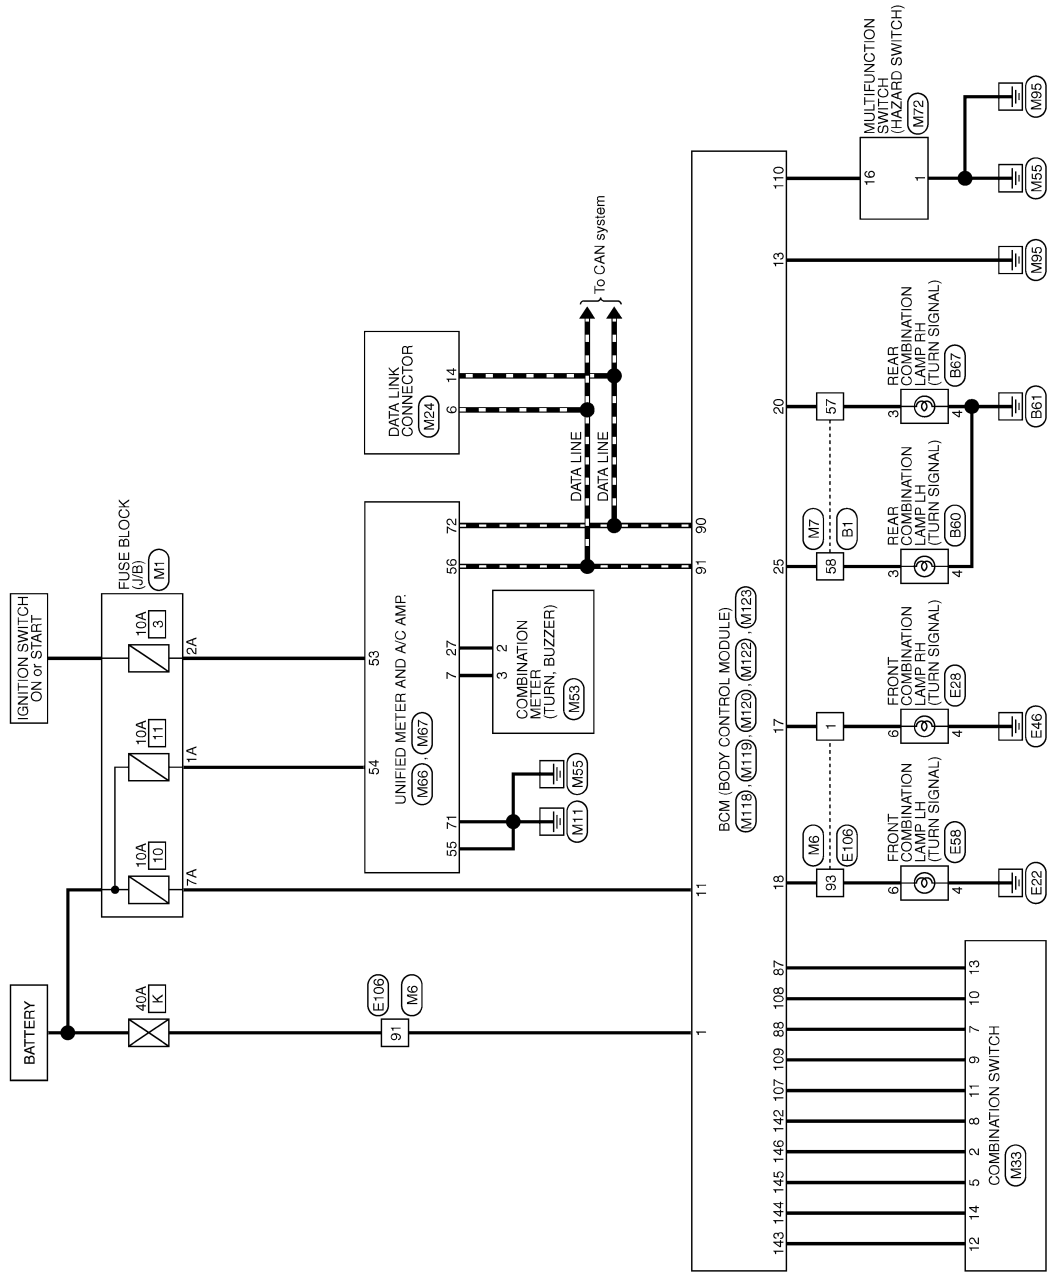 BATTERY
IGNITION SWITCH
ON or START
FUSE BLOCK
(J/B)
M1
40A
K
10A
10
10A
11
10A
3
7A
1A
2A
E106
M6
91
54
53
UNIFIED METER AND A/C AMP.
M66 , M67
55
71
7
27
56
72
M11
M55
3
2
COMBINATION
METER
(TURN, BUZZER)
M53
DATA LINK
CONNECTOR
M24
6
14
DATA LINE
DATA LINE
To CAN system
1
11
91
90
BCM (BODY CONTROL MODULE)
M118 , M119 , M120 , M122 , M123
143
144
145
146
142
107
109
88
108
87
18
17
25
20
13
110
12
14
5
2
8
11
9
7
10
13
COMBINATION SWITCH
M33
M6
E106
93
1
M7
B1
58
57
6
4
FRONT
COMBINATION
LAMP LH
(TURN SIGNAL)
E58
E22
6
4
FRONT
COMBINATION
LAMP RH
(TURN SIGNAL)
E28
E46
3
4
REAR
COMBINATION
LAMP LH
(TURN SIGNAL)
B60
3
4
REAR
COMBINATION
LAMP RH
(TURN SIGNAL)
B67
B61
M95
16
1
MULTIFUNCTION
SWITCH
(HAZARD SWITCH)
M72
M55
M95